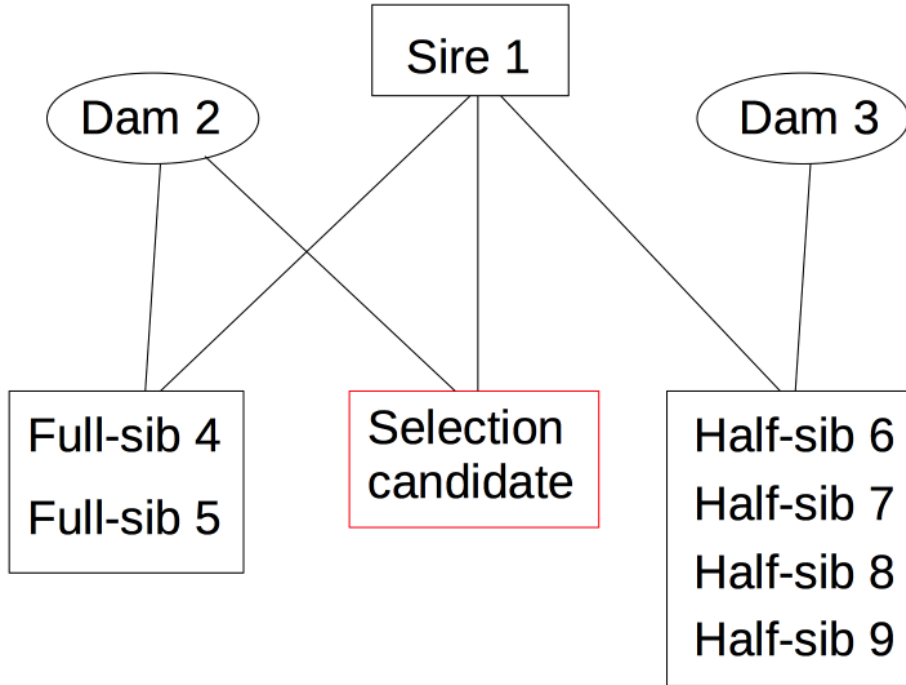 Sire 1
Dam 2
Dam 3
Full-sib 4
Full-sib 5
Selection
candidate
Half-sib 6
Half-sib 7
Half-sib 8
Half-sib 9